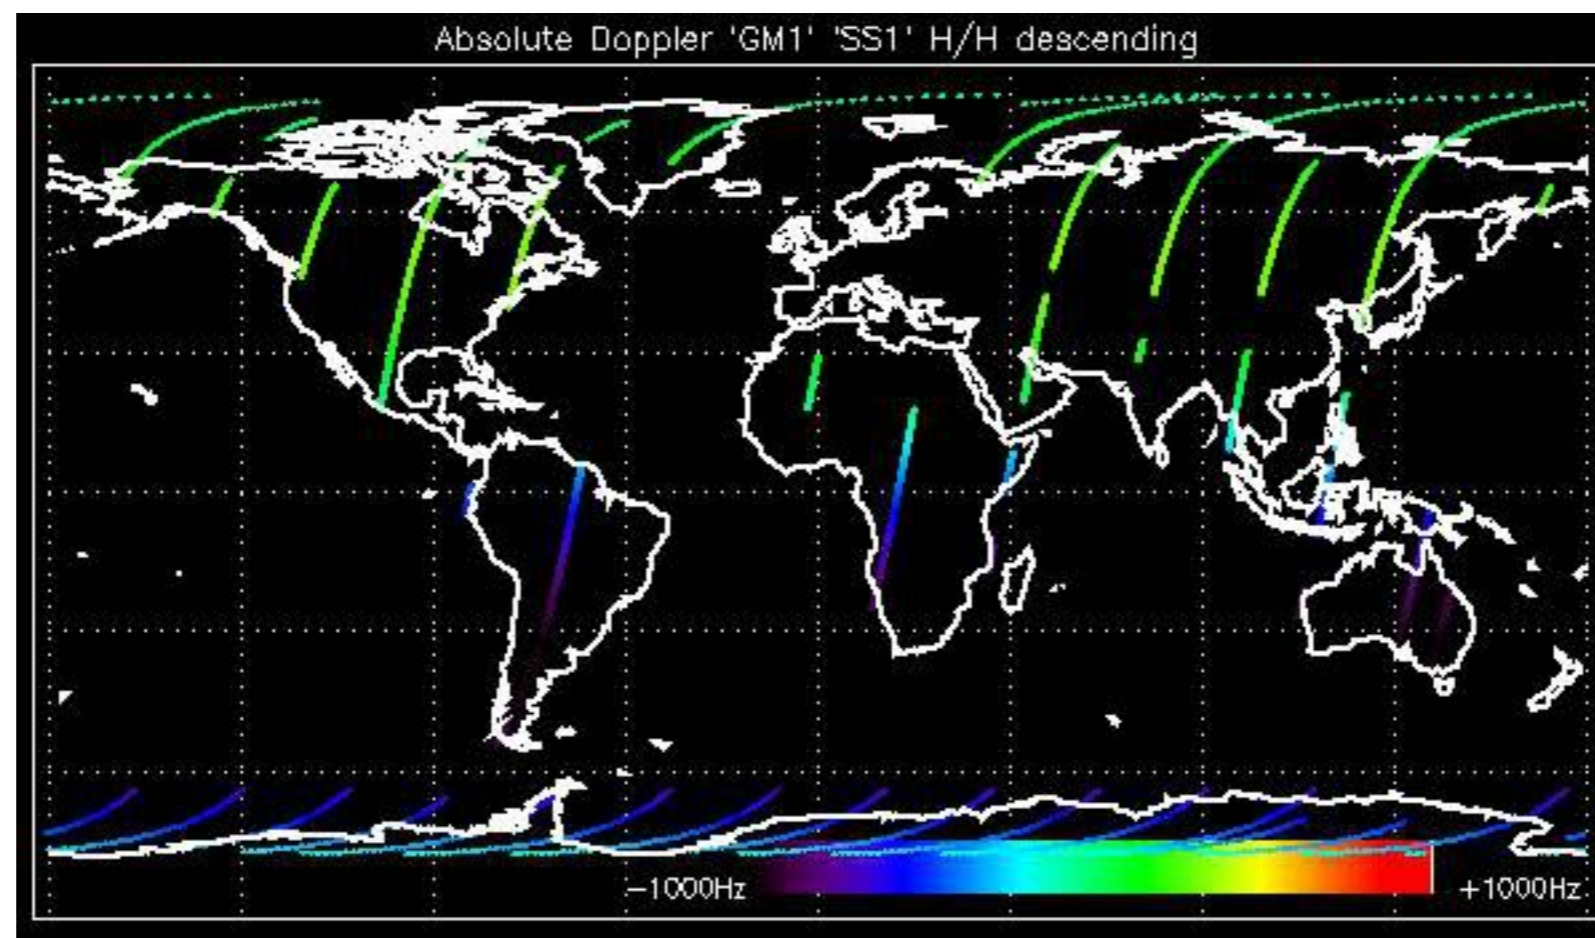 Absolute Doppler 'GM1' 'SS1' H/H descending
−1000Hz
+1000Hz